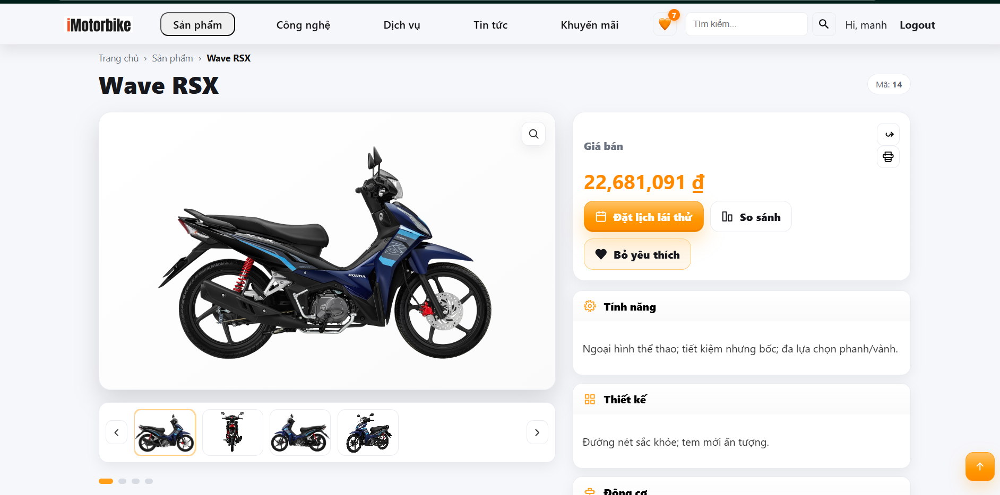 iMotorbike
Sản phẩm
Công nghệ
Dịch vụ
Tin tức
Khuyến mãi
7
Tìm kiếm...
Hi, manh
Logout
Trang chủ › Sản phẩm › Wave RSX
Wave RSX
Mã: 14
RSX
HONDA
Giá bán
22,681,091 ₫
Đặt lịch lái thử
So sánh
Bỏ yêu thích
Tính năng
Ngoại hình thể thao; tiết kiệm nhưng bốc; đa lựa chọn phanh/vành.
Thiết kế
Đường nét sắc khỏe; tem mới ấn tượng.
Động cơ